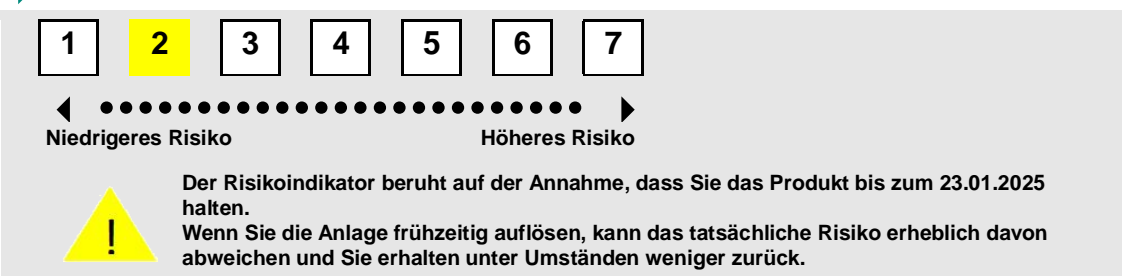 1 2 3 4 5 6 7
Niedrigeres Risiko Höheres Risiko
Der Risikoindikator beruht auf der Annahme, dass Sie das Produkt bis zum 23.01.2025
halten.
Wenn Sie die Anlage frühzeitig auflösen, kann das tatsächliche Risiko erheblich davon
abweichen und Sie erhalten unter Umständen weniger zurück.
!